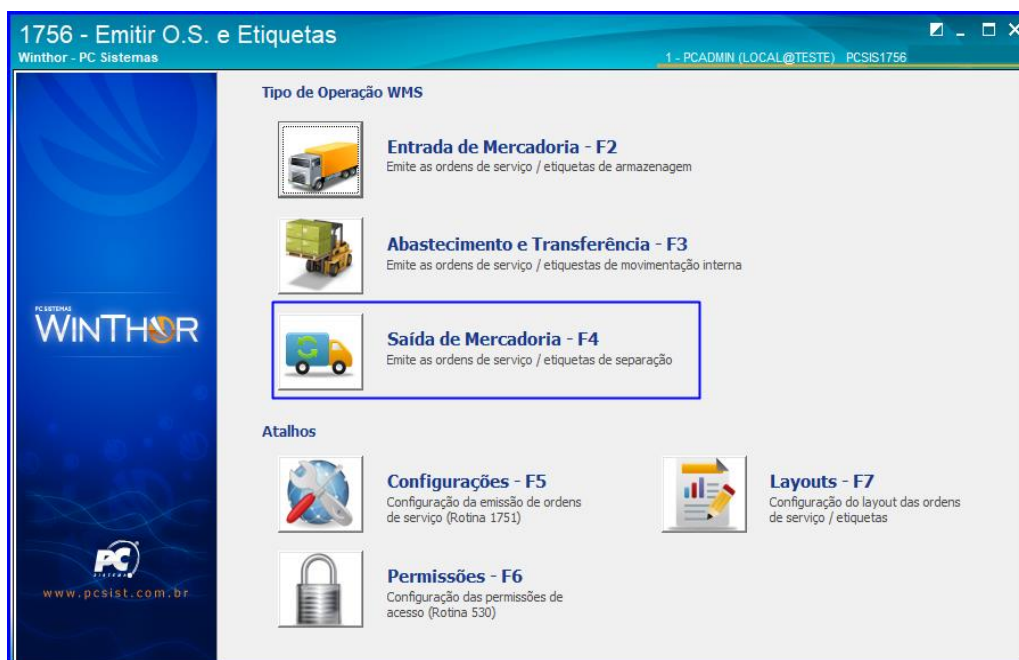 1756 - Emitir O.S. e Etiquetas
Winthor - PC Sistemas
1 - PCADMIN (LOCAL@TESTE) PCSIS1756
Tipo de Operação WMS
Entrada de Mercadoria - F2
Emite as ordens de serviço / etiquetas de armazenagem
Abastecimento e Transferência - F3
Emite as ordens de serviço / etiquestas de movimentação interna
PC SISTEMAS
WINTHOR
Saída de Mercadoria - F4
Emite as ordens de serviço / etiquetas de separação
Atalhos
Configurações - F5
Configuração da emissão de ordens
de serviço (Rotina 1751)
Layouts - F7
Configuração do layout das ordens
de serviço / etiquetas
PC
SISTEMAS
www.pcsist.com.br
Permissões - F6
Configuração das permissões de
acesso (Rotina 530)